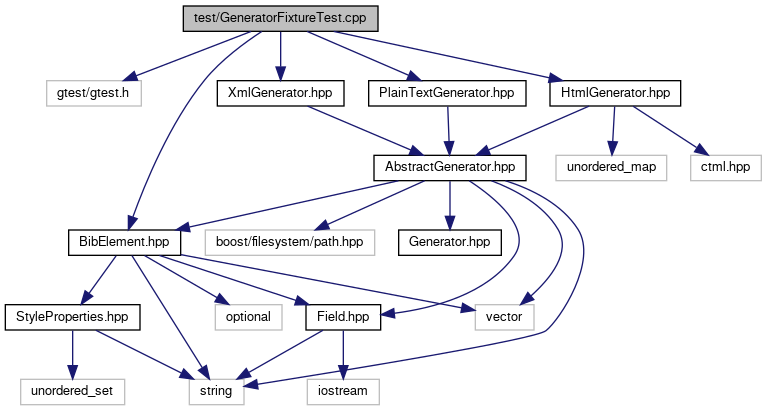 test/GeneratorFixtureTest.cpp
gtest/gtest.h
XmlGenerator.hpp
PlainTextGenerator.hpp
HtmlGenerator.hpp
AbstractGenerator.hpp
unordered_map
ctml.hpp
BibElement.hpp
boost/filesystem/path.hpp
Generator.hpp
StyleProperties.hpp
optional
Field.hpp
vector
unordered_set
string
iostream